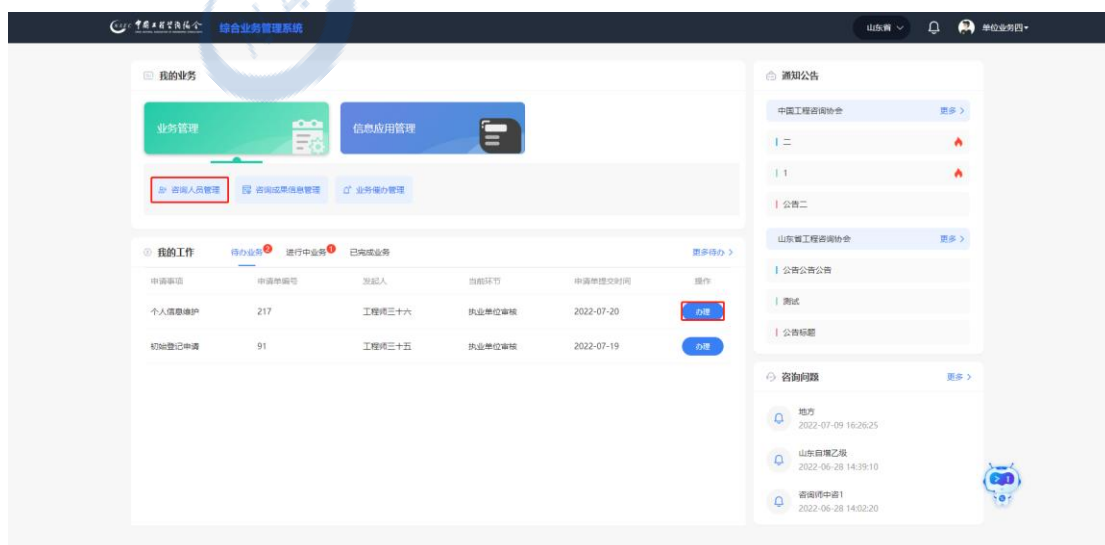 中国工程咨询协会
综合业务管理系统
山东省
单位业务四
我的业务
业务管理
信息应用管理
咨询人员管理
咨询成果信息管理
业务催办管理
我的工作
待办业务 2
进行中业务 1
已完成业务
更多待办 >
申请事项 申请单编号 发起人 当前环节 申请单提交时间 操作
个人信息维护 217 工程师三十六 执业单位审核 2022-07-20 办理
初始登记申请 91 工程师三十五 执业单位审核 2022-07-19 办理
通知公告
中国工程咨询协会 更多 >
二
1
公告二
山东省工程咨询协会 更多 >
公告公告公告
测试
公告标题
咨询问题 更多 >
地方
2022-07-09 16:26:25
山东自增乙级
2022-06-28 14:39:10
咨询师中咨1
2022-06-28 14:02:20